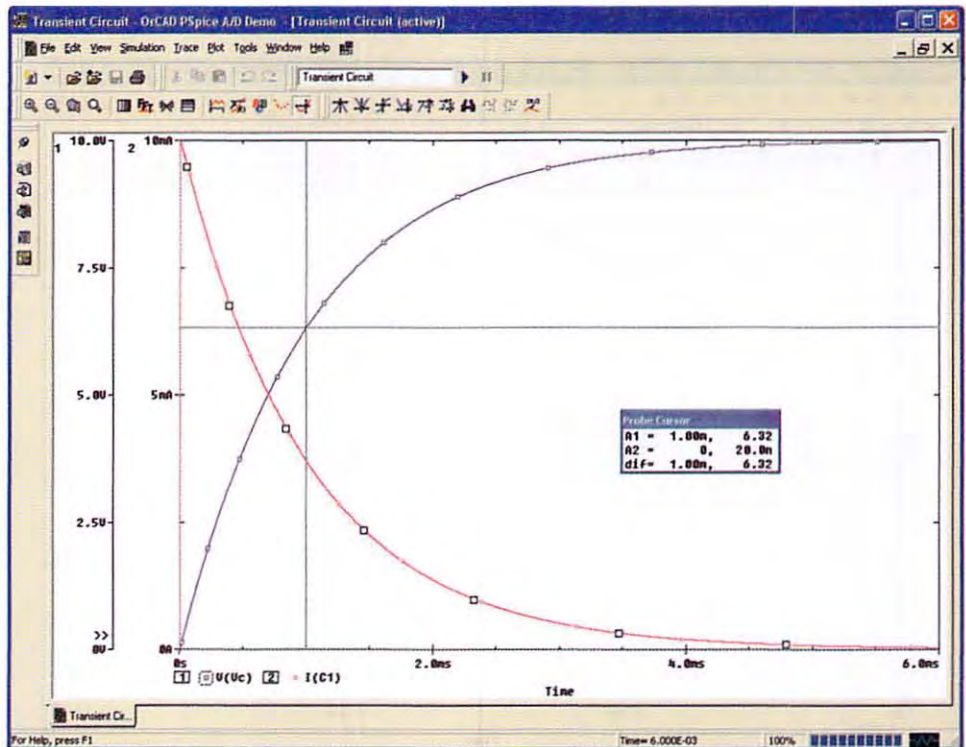 Transient Circuit - OrCAD PSpice A/D Demo - [Transient Circuit (active)]
File Edit View Simulation Trace Plot Tools Window Help
Transient Circuit
1 10.0V 2 10mA
7.5V
5.0V 5mA
2.5V
>>
0V 0A
0s 2.0ms 4.0ms 6.0ms
1 V(Vc) 2 I(C1)
Time
Probe Cursor
A1 = 1.00m, 6.32
A2 = 0, 20.0n
dif= 1.00m, 6.32
Transient Cir...
For Help, press F1 Time= 6.000E-03 100%